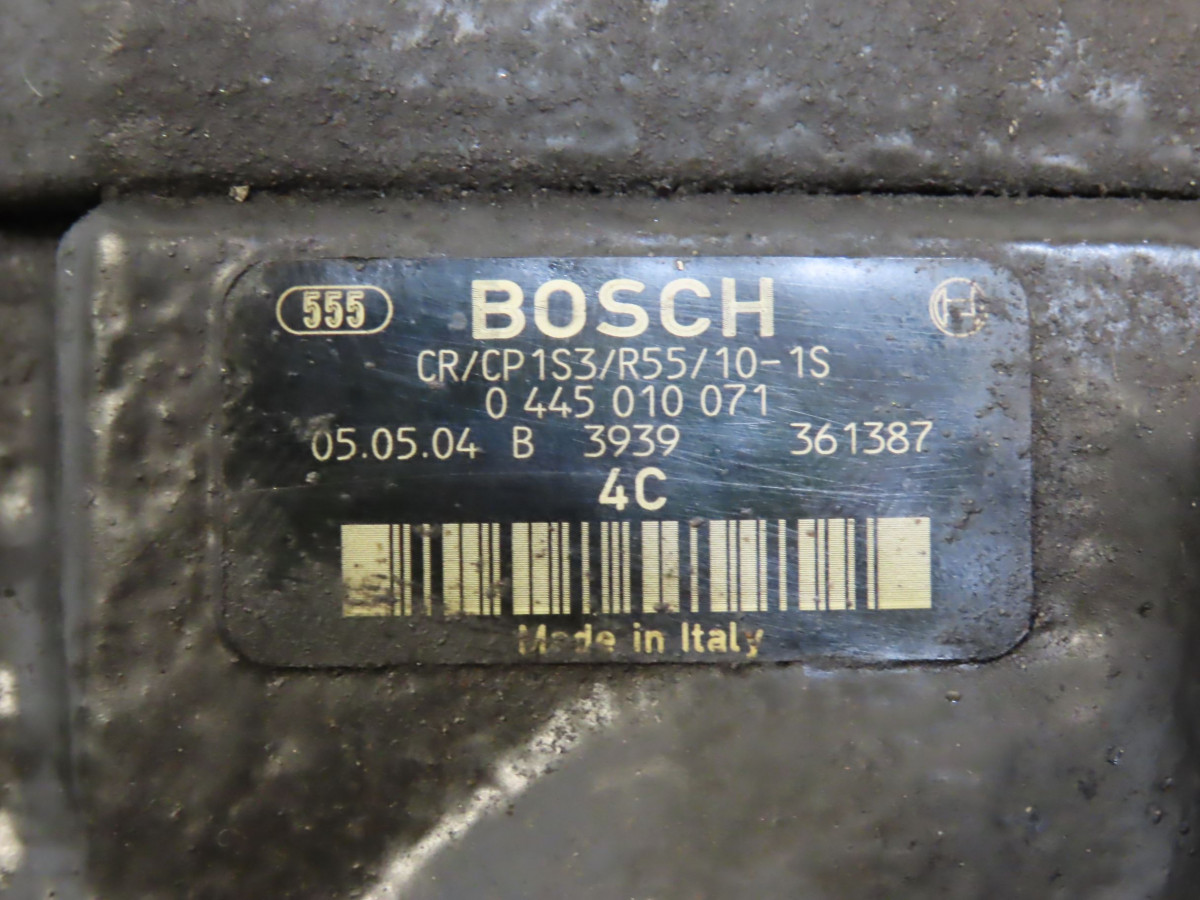 555 BOSCH
CR/CP1S3/R55/10-1S
0 445 010 071
05.05.04 B 3939 361387
4C
Made in Italy